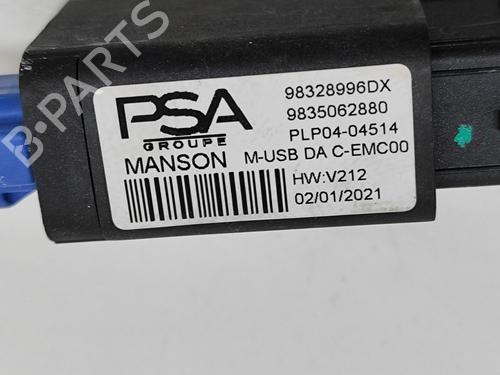 PSA
GROUPE
98328996DX
9835062880
PLP04-04514
MANSON M-USB DA C-EMC00
HW:V212
02/01/2021
B-PARTS